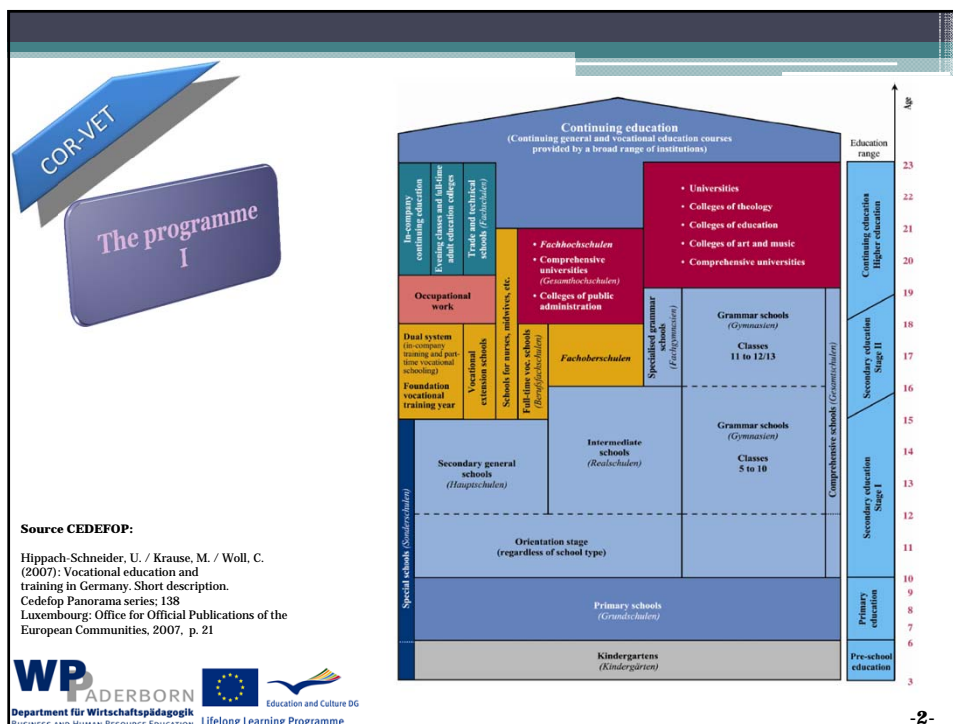 COR-VET
The programme
I
Source CEDEFOP:
Hippach-Schneider, U. / Krause, M. / Woll, C.
(2007): Vocational education and
training in Germany. Short description.
Cedefop Panorama series; 138
Luxembourg: Office for Official Publications of the
European Communities, 2007, p. 21
WP PADERBORN
Department für Wirtschaftspädagogik
BUSINESS AND HUMAN RESOURCE EDUCATION
Education and Culture DG
Lifelong Learning Programme
Continuing education
(Continuing general and vocational education courses
provided by a broad range of institutions)
In-company
continuing education
Evening classes and full-time
adult education colleges
Trade and technical
schools (Fachschulen)
Occupational
work
Dual system
(in-company
training and part-
time vocational
schooling)
Foundation
vocational
training year
Vocational
extension schools
Schools for nurses, midwives, etc.
Full-time voc. schools
(Berufsfachschulen)
• Fachhochschulen
• Comprehensive
universities
(Gesamthochschulen)
• Colleges of public
administration
Fachoberschulen
• Universities
• Colleges of theology
• Colleges of education
• Colleges of art and music
• Comprehensive universities
Specialised grammar
schools
(Fachgymnasien)
Grammar schools
(Gymnasien)
Classes
11 to 12/13
Grammar schools
(Gymnasien)
Classes
5 to 10
Comprehensive schools (Gesamtschulen)
Special schools (Sonderschulen)
Secondary general
schools
(Hauptschulen)
Intermediate
schools
(Realschulen)
Orientation stage
(regardless of school type)
Primary schools
(Grundschulen)
Kindergartens
(Kindergärten)
Education
range
Continuing education
Higher education
Secondary education
Stage II
Secondary education
Stage I
Primary
education
Pre-school
education
Age
23
22
21
20
19
18
17
16
15
14
13
12
11
10
9
8
7
6
3
-2-